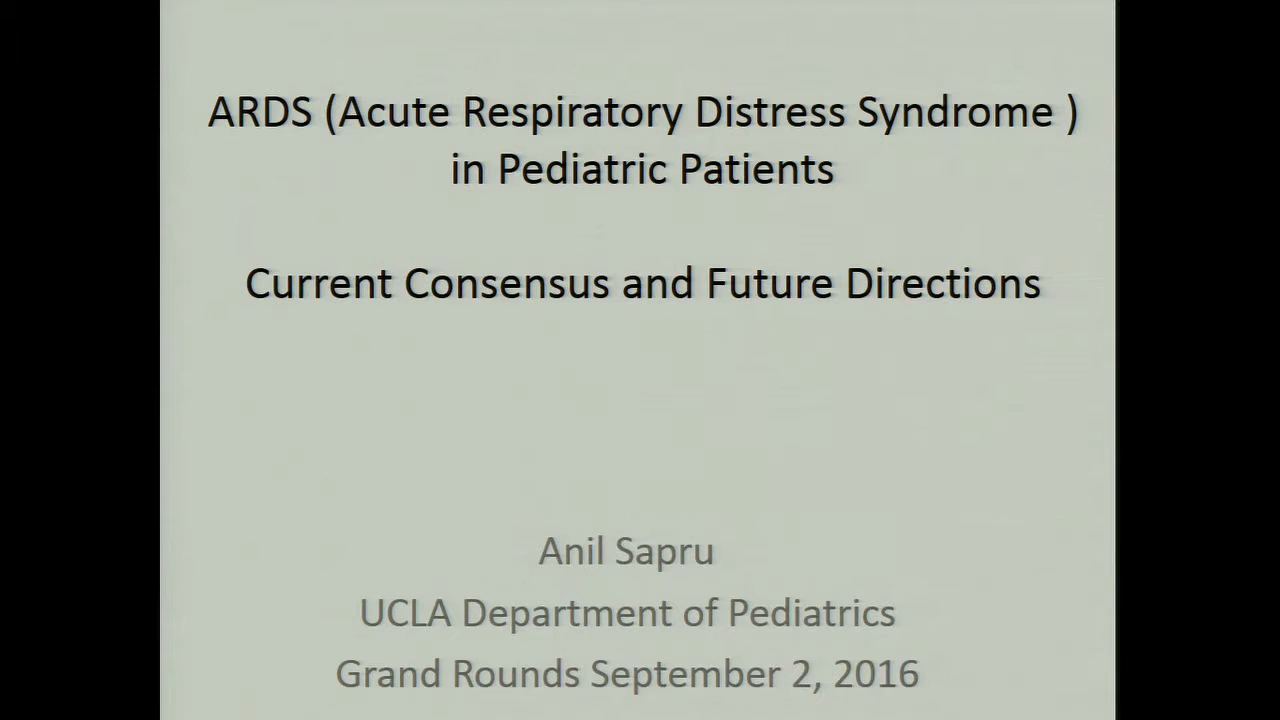 ARDS (Acute Respiratory Distress Syndrome )
in Pediatric Patients
Current Consensus and Future Directions
Anil Sapru
UCLA Department of Pediatrics
Grand Rounds September 2, 2016